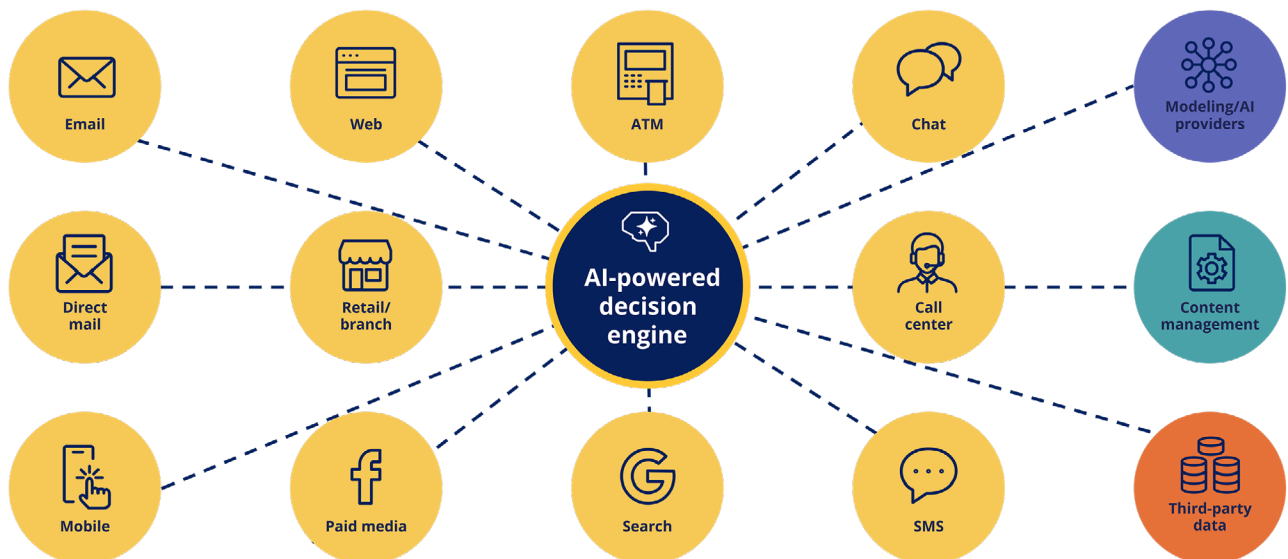 Email
Web
ATM
Chat
Modeling/AI
providers
Direct
mail
Retail/
branch
AI-powered
decision
engine
Call
center
Content
management
Mobile
Paid media
Search
SMS
Third-party
data